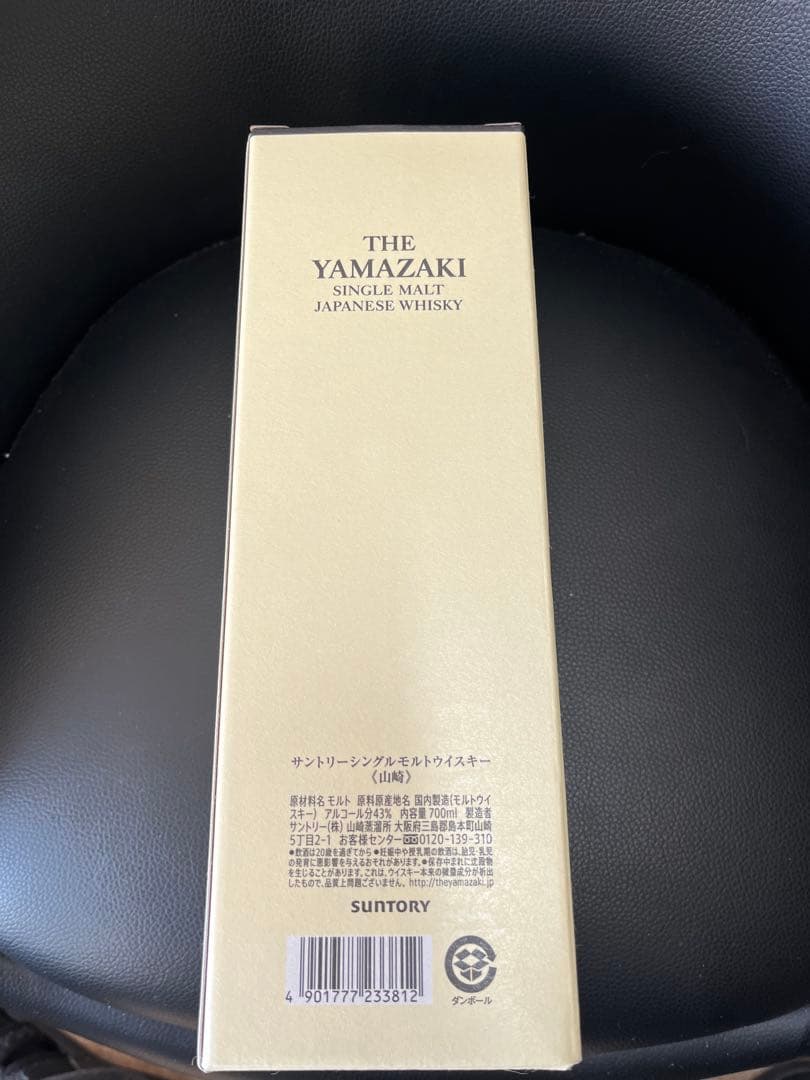 THE
YAMAZAKI
SINGLE MALT
JAPANESE WHISKY
サントリーシングルモルトウイスキー
《山崎》
原材料名 モルト 原料原産地名 国内製造(モルトウイ
スキー) アルコール分43% 内容量700ml 製造者
サントリー(株) 山崎蒸溜所 大阪府三島郡島本町山崎
5丁目2-1 お客様センター 0120-139-310
●飲酒は20歳を過ぎてから ●妊娠中や授乳期の飲酒は、胎児・乳児
の発育に悪影響を与えるおそれがあります。●保存中まれに沈澱物
を生じることがあります。これは、ウイスキー本来の微量成分が析出
したもので、品質上問題ございません。http://theyamazaki.jp
SUNTORY
4 901777 233812
ダンボール